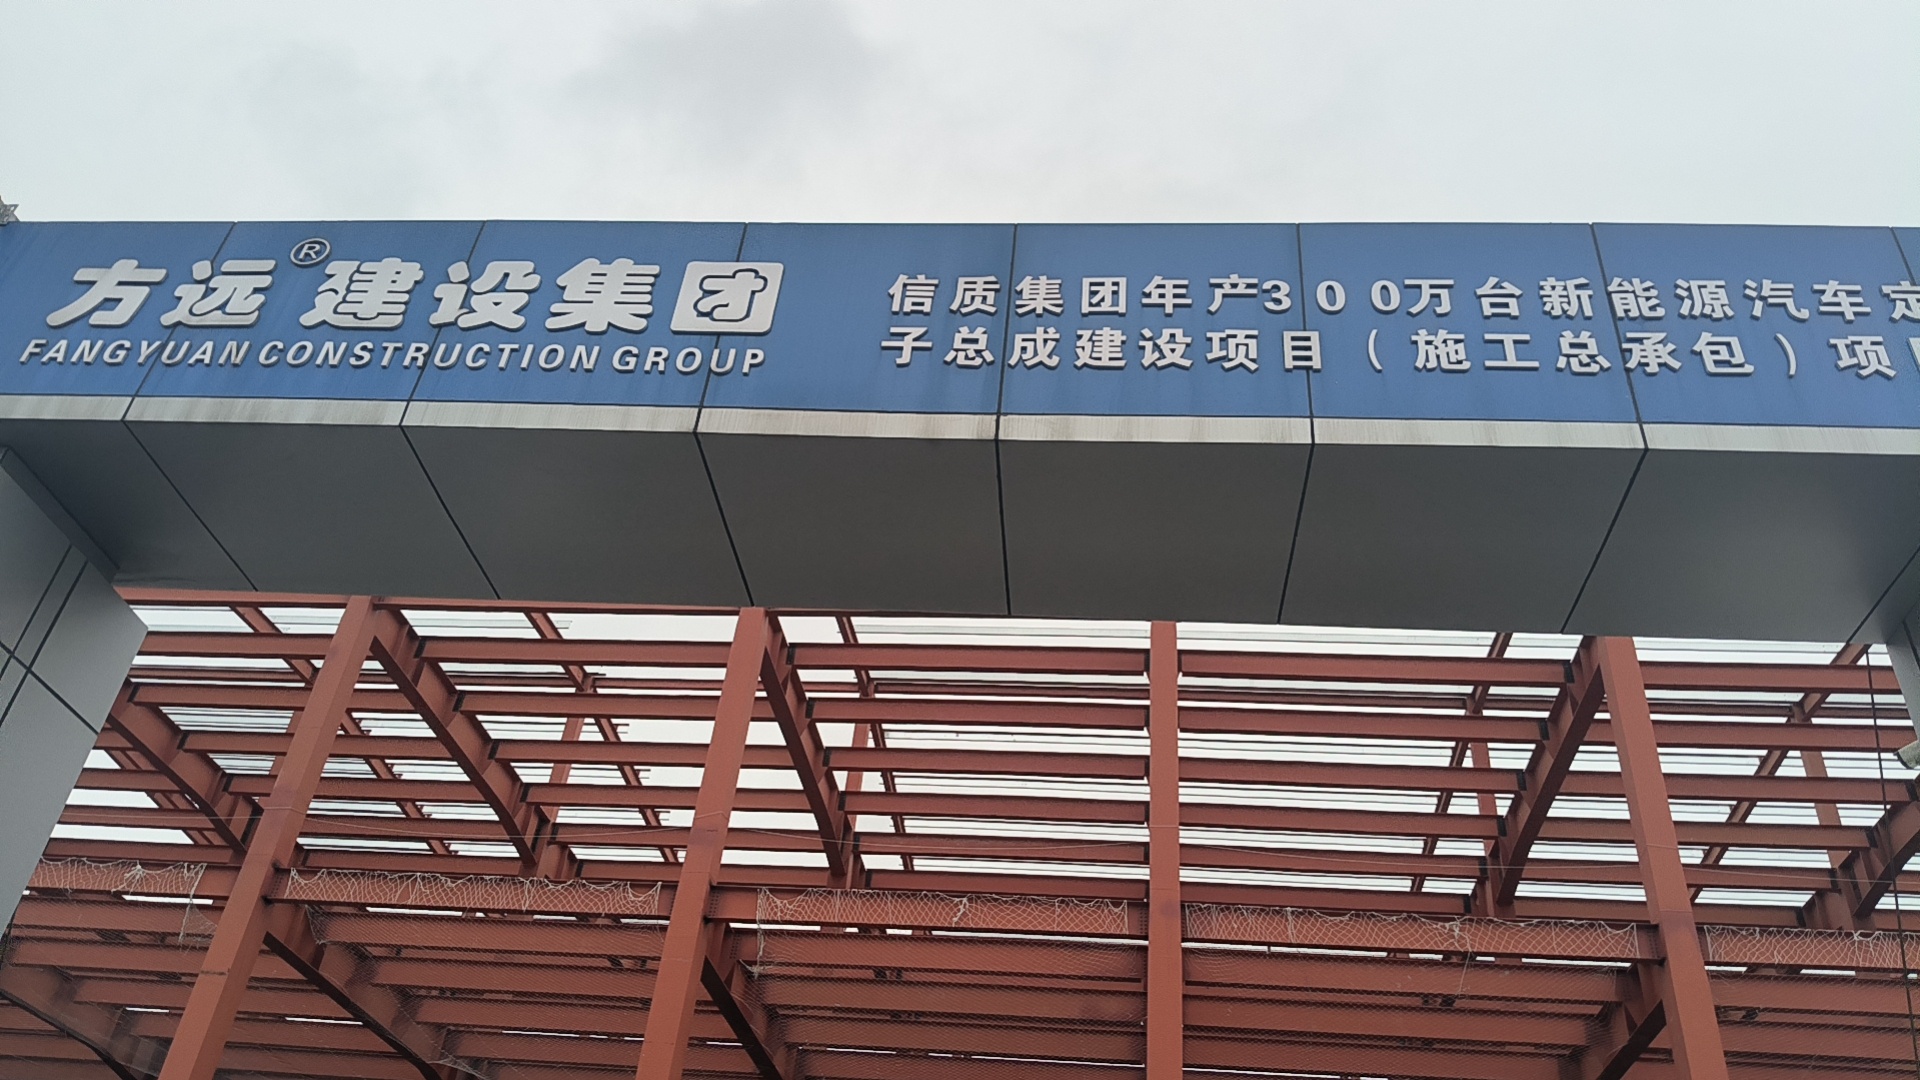 方远®建设集团
FANGYUAN CONSTRUCTION GROUP
信质集团年产300万台新能源汽车定
子总成建设项目（施工总承包）项